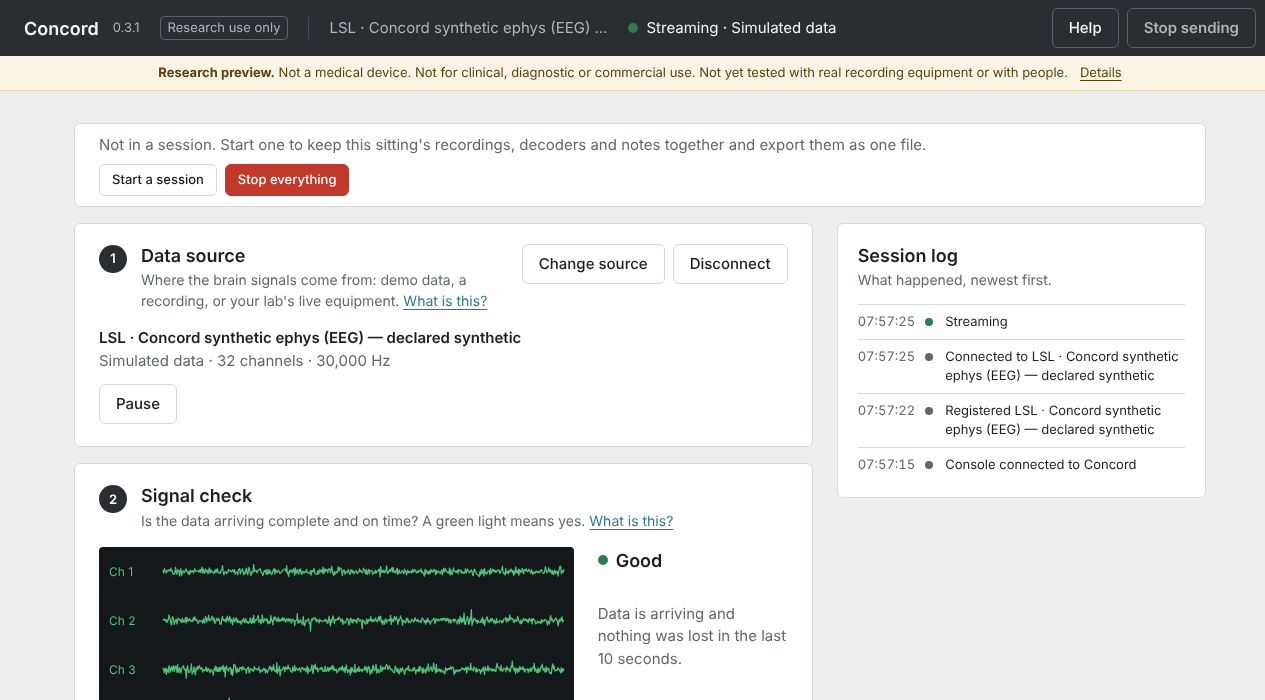 Concord 0.3.1 Research use only LSL · Concord synthetic ephys (EEG) ... Streaming · Simulated data Help Stop sending
Research preview. Not a medical device. Not for clinical, diagnostic or commercial use. Not yet tested with real recording equipment or with people. Details
Not in a session. Start one to keep this sitting's recordings, decoders and notes together and export them as one file.
Start a session Stop everything
1 Data source
Where the brain signals come from: demo data, a
recording, or your lab's live equipment. What is this?
Change source Disconnect
LSL · Concord synthetic ephys (EEG) — declared synthetic
Simulated data · 32 channels · 30,000 Hz
Pause
2 Signal check
Is the data arriving complete and on time? A green light means yes. What is this?
Ch 1
Ch 2
Ch 3
Good
Data is arriving and
nothing was lost in the last
10 seconds.
Session log
What happened, newest first.
07:57:25 Streaming
07:57:25 Connected to LSL · Concord synthetic
ephys (EEG) — declared synthetic
07:57:22 Registered LSL · Concord synthetic
ephys (EEG) — declared synthetic
07:57:15 Console connected to Concord